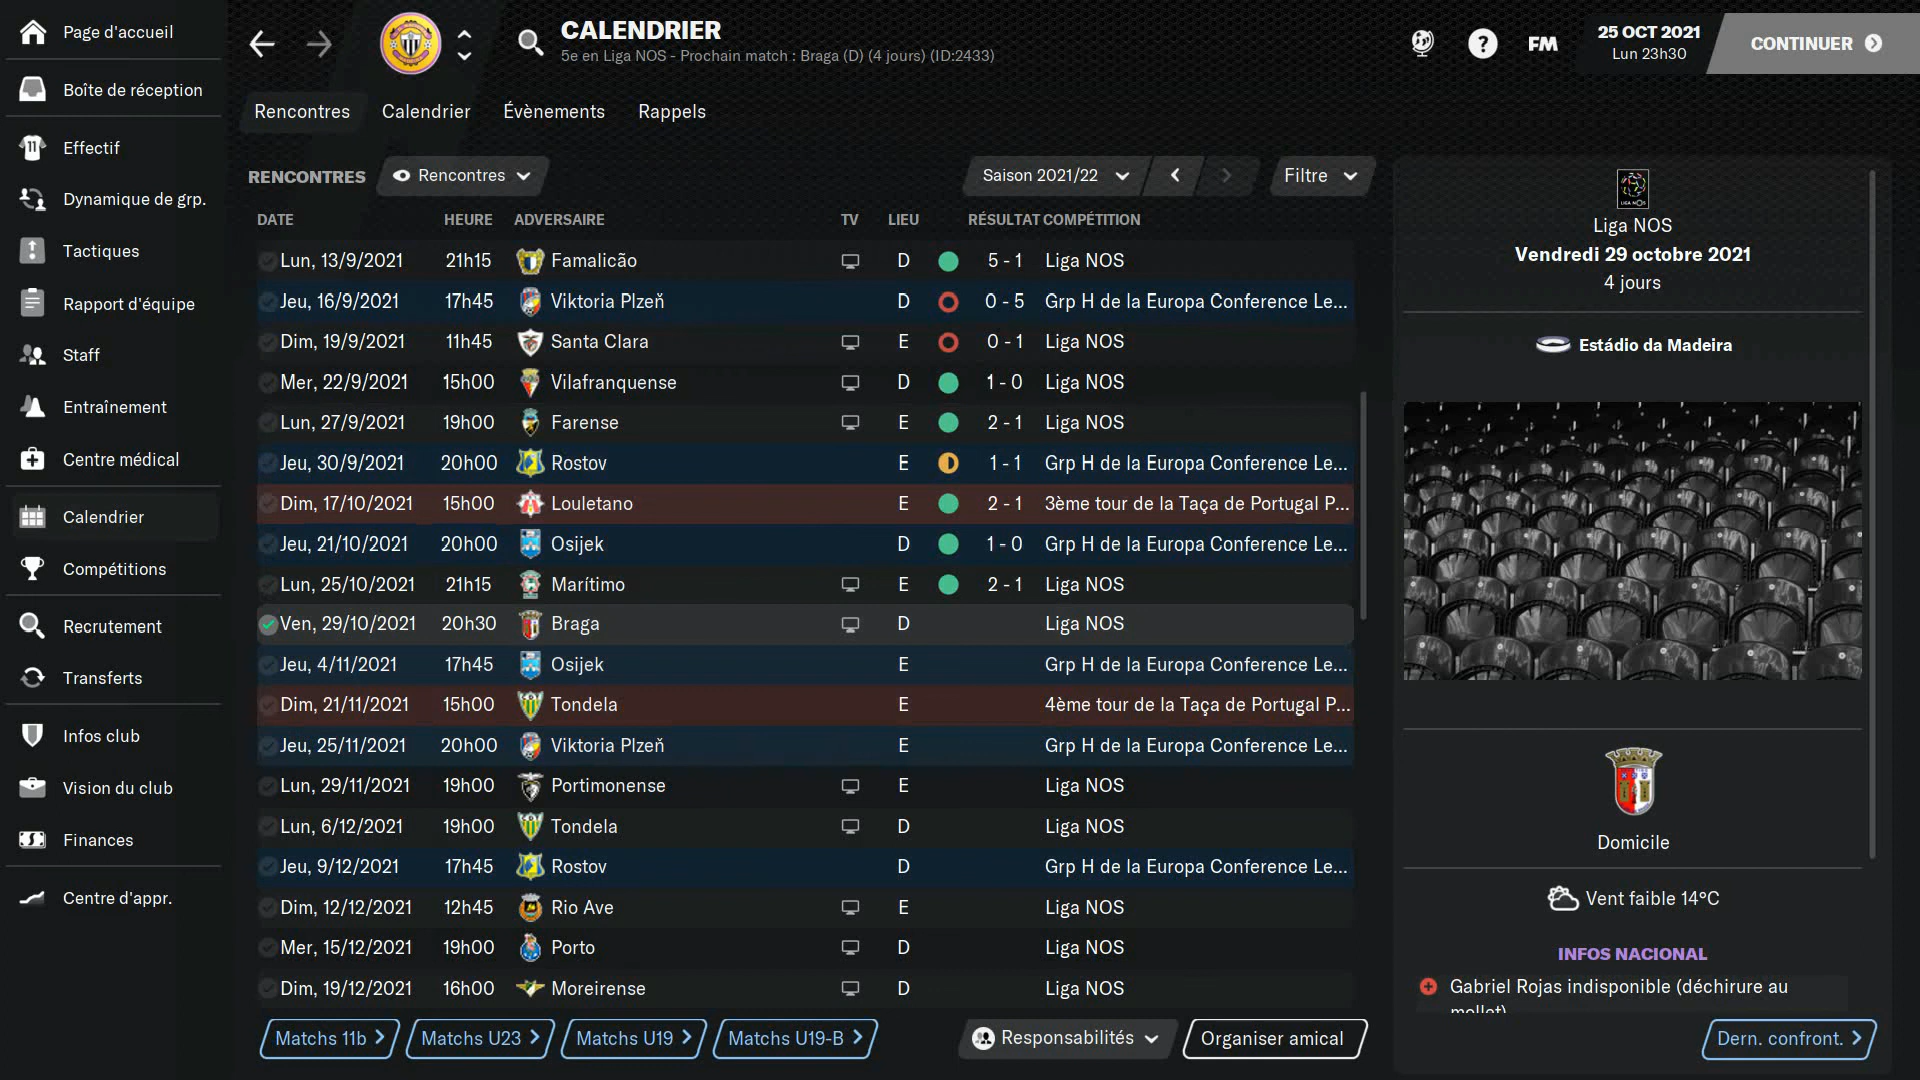 Page d'accueil
Boîte de réception
Effectif
Dynamique de grp.
Tactiques
Rapport d'équipe
Staff
Entraînement
Centre médical
Calendrier
Compétitions
Recrutement
Transferts
Infos club
Vision du club
Finances
Centre d'appr.
CALENDRIER
5e en Liga NOS - Prochain match : Braga (D) (4 jours) (ID:2433)
? FM
25 OCT 2021
Lun 23h30
CONTINUER
Rencontres Calendrier Évènements Rappels
RENCONTRES Rencontres Saison 2021/22 Filtre
DATE HEURE ADVERSAIRE TV LIEU RÉSULTAT COMPÉTITION
Lun, 13/9/2021 21h15 Famalicão D 5 - 1 Liga NOS
Jeu, 16/9/2021 17h45 Viktoria Plzeň D 0 - 5 Grp H de la Europa Conference Le...
Dim, 19/9/2021 11h45 Santa Clara E 0 - 1 Liga NOS
Mer, 22/9/2021 15h00 Vilafranquense D 1 - 0 Liga NOS
Lun, 27/9/2021 19h00 Farense E 2 - 1 Liga NOS
Jeu, 30/9/2021 20h00 Rostov E 1 - 1 Grp H de la Europa Conference Le...
Dim, 17/10/2021 15h00 Louletano E 2 - 1 3ème tour de la Taça de Portugal P...
Jeu, 21/10/2021 20h00 Osijek D 1 - 0 Grp H de la Europa Conference Le...
Lun, 25/10/2021 21h15 Marítimo E 2 - 1 Liga NOS
Ven, 29/10/2021 20h30 Braga D Liga NOS
Jeu, 4/11/2021 17h45 Osijek E Grp H de la Europa Conference Le...
Dim, 21/11/2021 15h00 Tondela E 4ème tour de la Taça de Portugal P...
Jeu, 25/11/2021 20h00 Viktoria Plzeň E Grp H de la Europa Conference Le...
Lun, 29/11/2021 19h00 Portimonense E Liga NOS
Lun, 6/12/2021 19h00 Tondela D Liga NOS
Jeu, 9/12/2021 17h45 Rostov D Grp H de la Europa Conference Le...
Dim, 12/12/2021 12h45 Rio Ave E Liga NOS
Mer, 15/12/2021 19h00 Porto D Liga NOS
Dim, 19/12/2021 16h00 Moreirense D Liga NOS
Matchs 11b Matchs U23 Matchs U19 Matchs U19-B Responsabilités Organiser amical
LIGA NOS
Liga NOS
Vendredi 29 octobre 2021
4 jours
Estádio da Madeira
Domicile
Vent faible 14°C
INFOS NACIONAL
Gabriel Rojas indisponible (déchirure au
mollet)
Dern. confront.